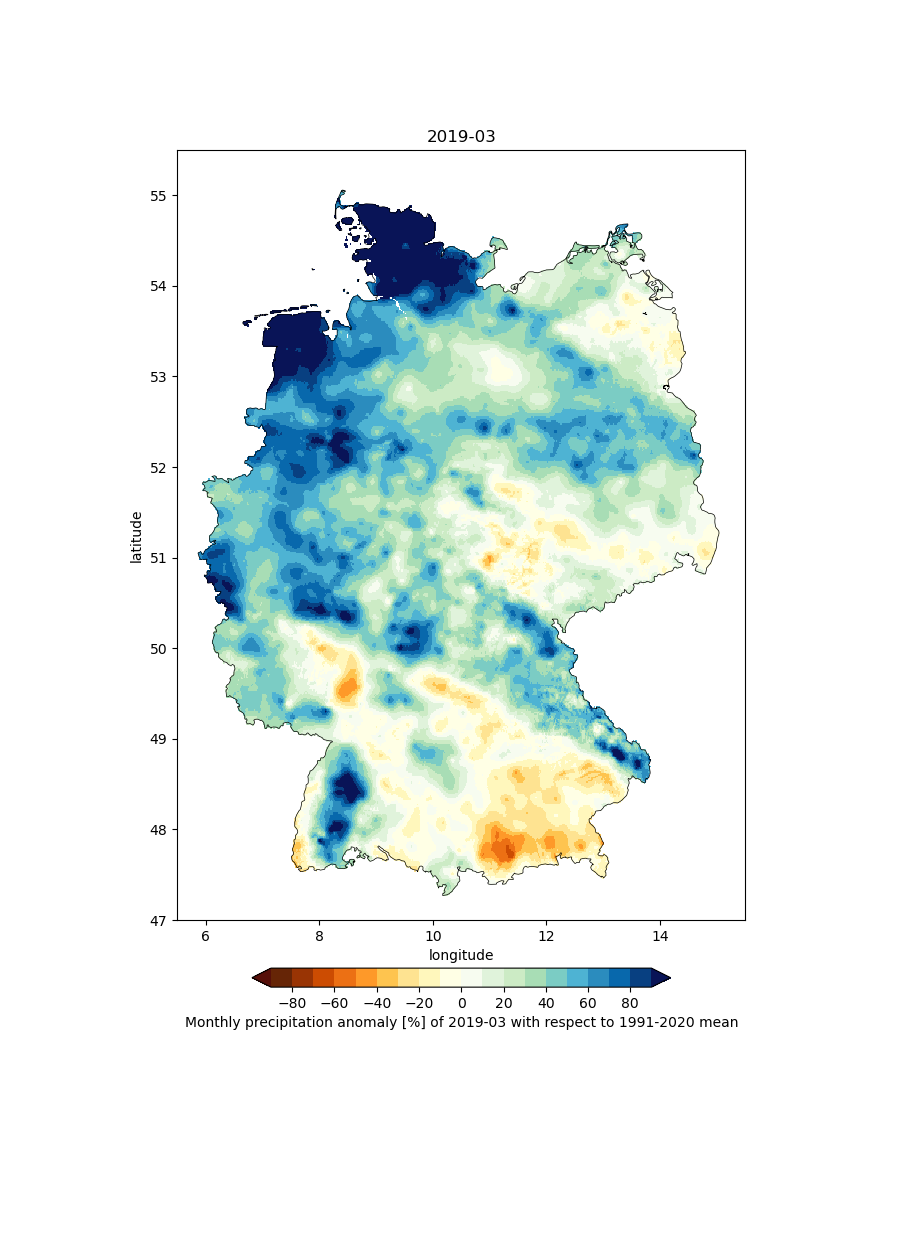 2019-03
55
54
53
52
51
50
49
48
47
latitude
6 8 10 12 14
longitude
−80 −60 −40 −20 0 20 40 60 80
Monthly precipitation anomaly [%] of 2019-03 with respect to 1991-2020 mean